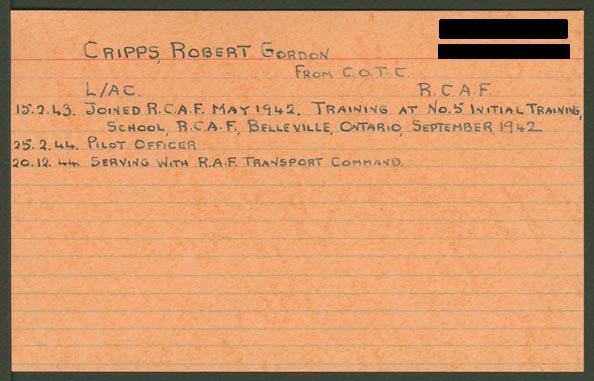 CRIPPS, ROBERT GORDON
FROM C.O.T.C.
L/AC. R.C.A.F.
15.2.43. JOINED R.C.A.F. MAY 1942. TRAINING AT NO.5 INITIAL TRAINING,
SCHOOL, R.C.A.F., BELLEVILLE, ONTARIO, SEPTEMBER, 1942
25.2.44. PILOT OFFICER
20.12.44. SERVING WITH R.A.F. TRANSPORT COMMAND.